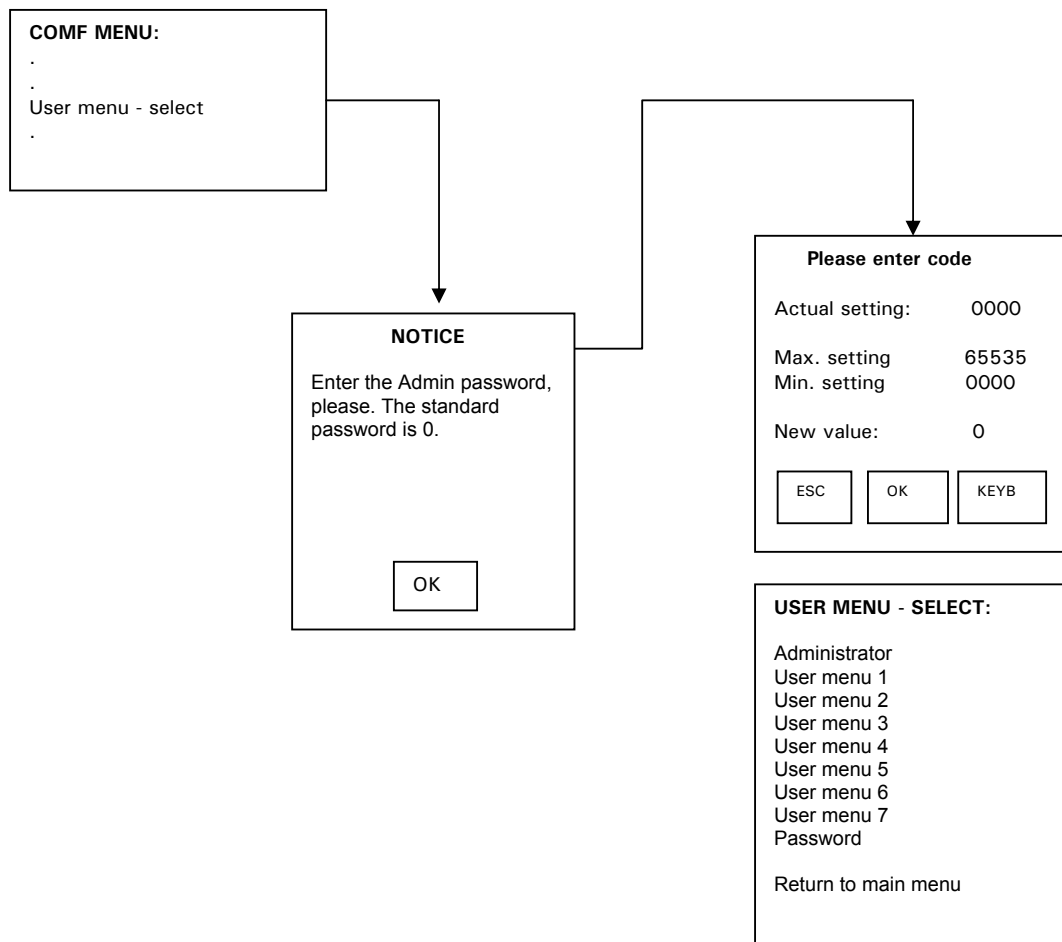 COMF MENU:
.
.
User menu - select
.
NOTICE
Enter the Admin password,
please. The standard
password is 0.
OK
Please enter code
Actual setting: 0000
Max. setting 65535
Min. setting 0000
New value: 0
ESC OK KEYB
USER MENU - SELECT:
Administrator
User menu 1
User menu 2
User menu 3
User menu 4
User menu 5
User menu 6
User menu 7
Password
Return to main menu